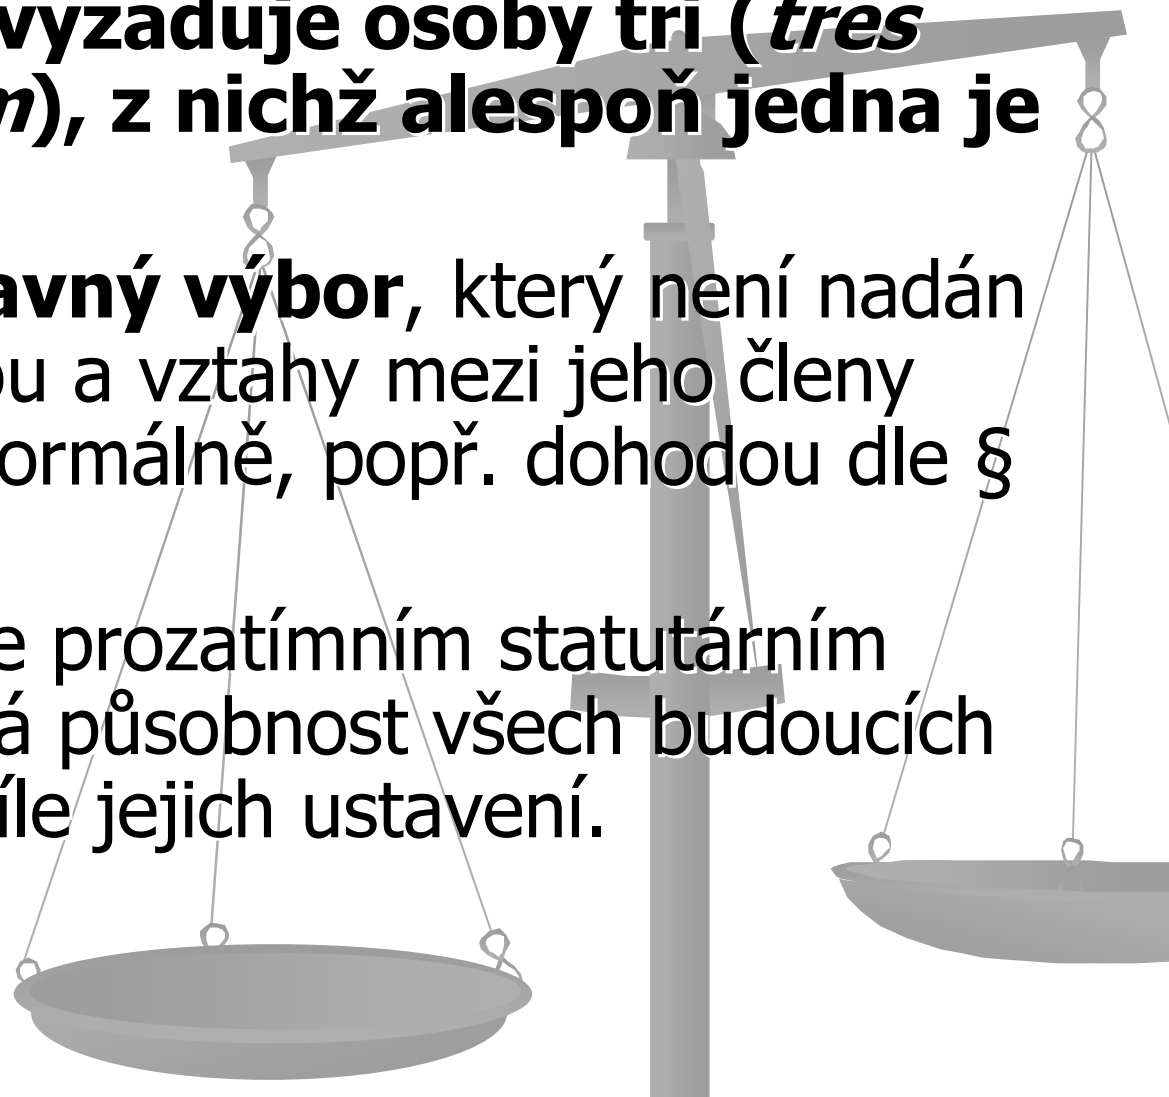 vyžaduje osoby tři (tres
m), z nichž alespoň jedna je
avný výbor, který není nadán
ou a vztahy mezi jeho členy
ormálně, popř. dohodou dle §
e prozatímním statutárním
á působnost všech budoucích
íle jejich ustavení.